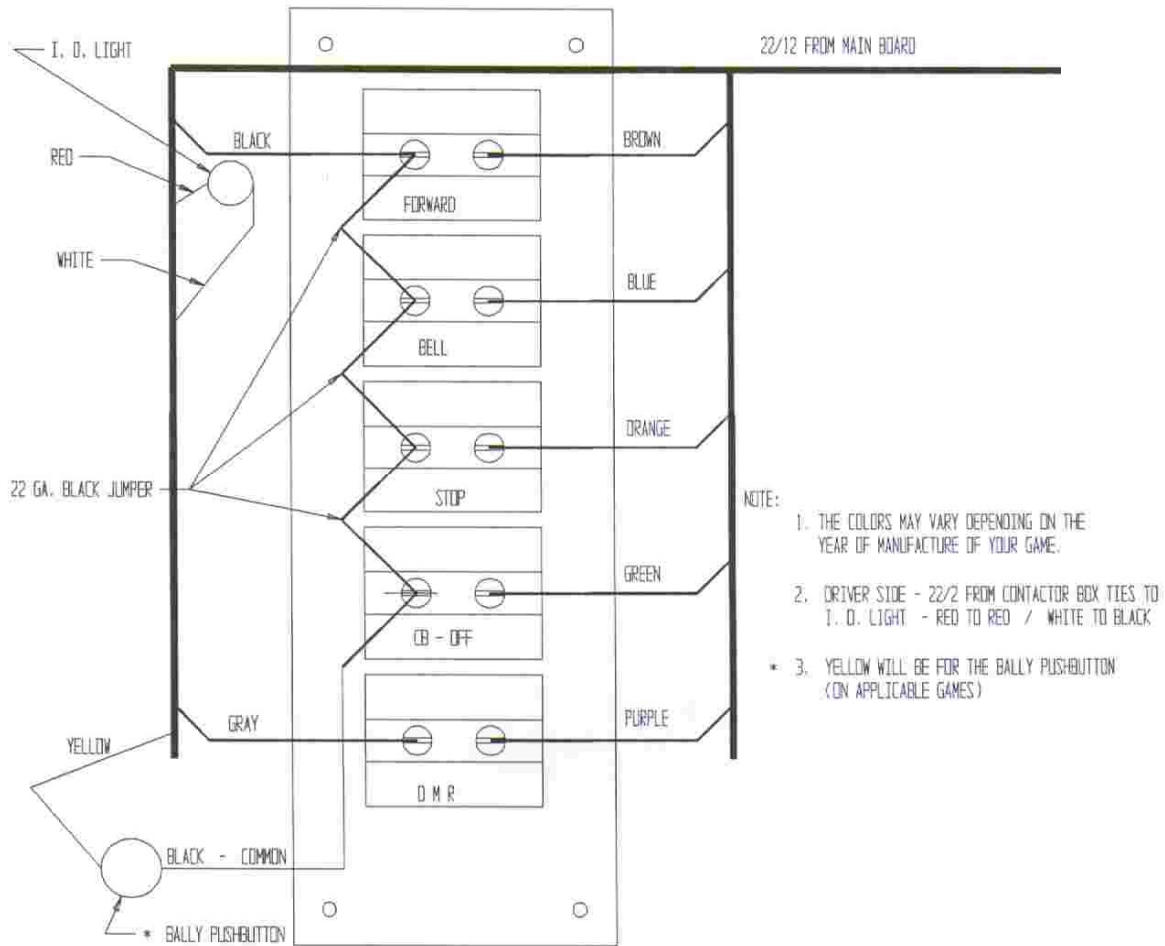 I. D. LIGHT
22/12 FROM MAIN BOARD
BLACK
BROWN
RED
FORWARD
WHITE
BLUE
BELL
ORANGE
22 GA. BLACK JUMPER
STOP
NOTE:
1. THE COLORS MAY VARY DEPENDING ON THE
YEAR OF MANUFACTURE OF YOUR GAME.
GREEN
2. DRIVER SIDE - 22/2 FROM CONTACTOR BOX TIES TO
I. D. LIGHT - RED TO RED / WHITE TO BLACK
CB - OFF
* 3. YELLOW WILL BE FOR THE BALLY PUSHBUTTON
(ON APPLICABLE GAMES)
GRAY
PURPLE
YELLOW
D M R
BLACK - COMMON
* BALLY PUSHBUTTON